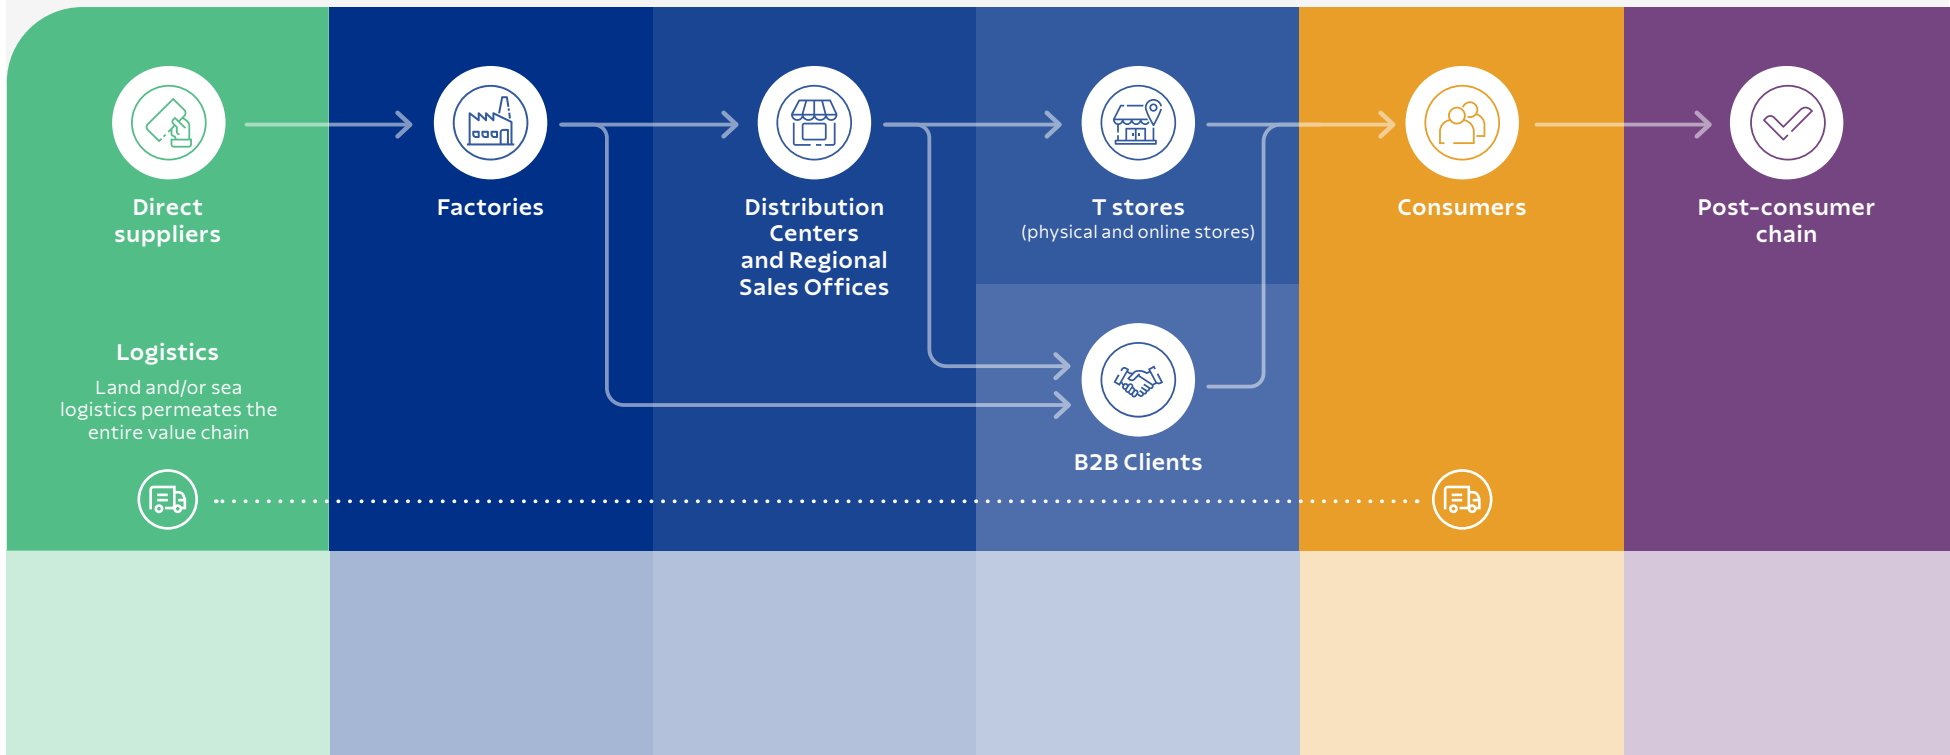 Direct
suppliers
Factories
Distribution
Centers
and Regional
Sales Offices
T stores
(physical and online stores)
Consumers
Post-consumer
chain
Logistics
Land and/or sea
logistics permeates the
entire value chain
B2B Clients